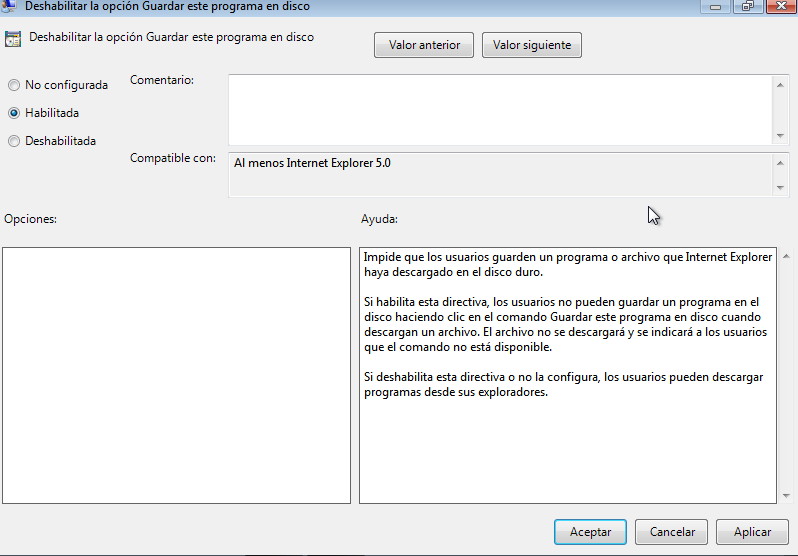 Deshabilitar la opción Guardar este programa en disco
Deshabilitar la opción Guardar este programa en disco
Valor anterior
Valor siguiente
No configurada
Habilitada
Deshabilitada
Comentario:
Compatible con:
Al menos Internet Explorer 5.0
Opciones:
Ayuda:
Impide que los usuarios guarden un programa o archivo que Internet Explorer
haya descargado en el disco duro.
Si habilita esta directiva, los usuarios no pueden guardar un programa en el
disco haciendo clic en el comando Guardar este programa en disco cuando
descargan un archivo. El archivo no se descargará y se indicará a los usuarios
que el comando no está disponible.
Si deshabilita esta directiva o no la configura, los usuarios pueden descargar
programas desde sus exploradores.
Aceptar
Cancelar
Aplicar